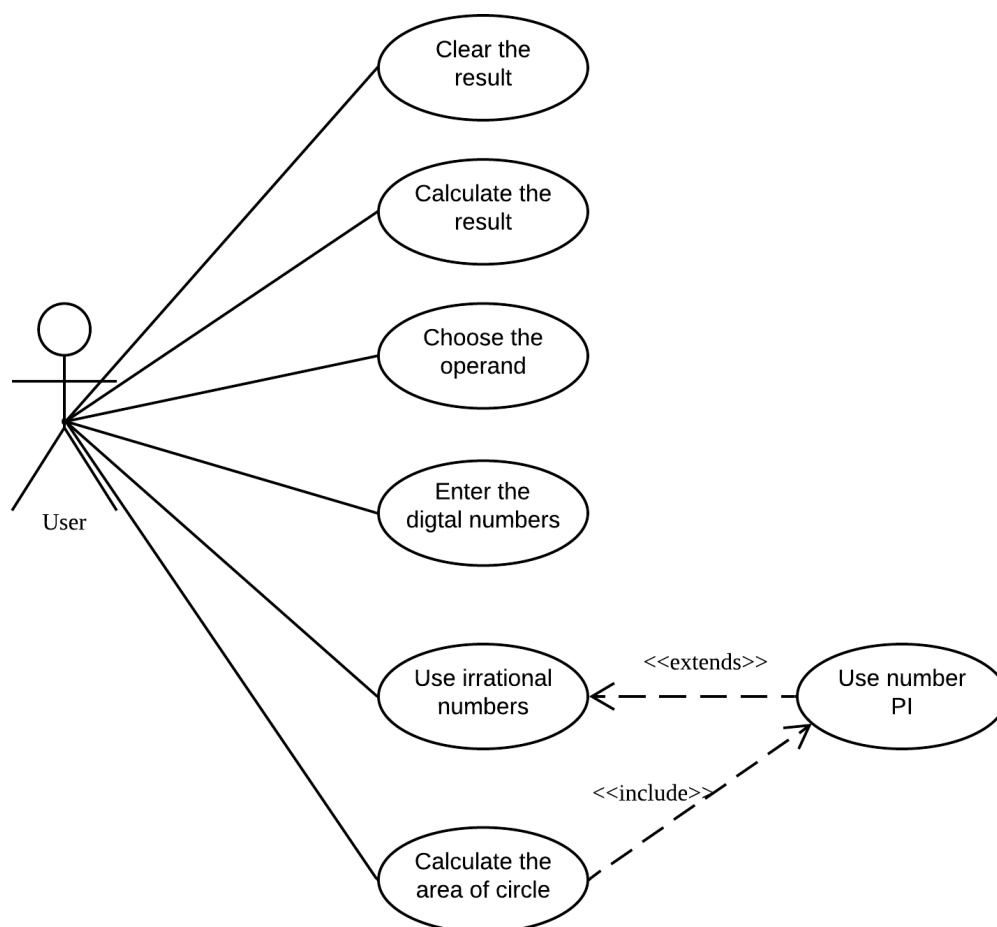 Clear the
result
Calculate the
result
Choose the
operand
Enter the
digtal numbers
User
Use irrational
numbers
<<extends>>
Use number
PI
<<include>>
Calculate the
area of circle